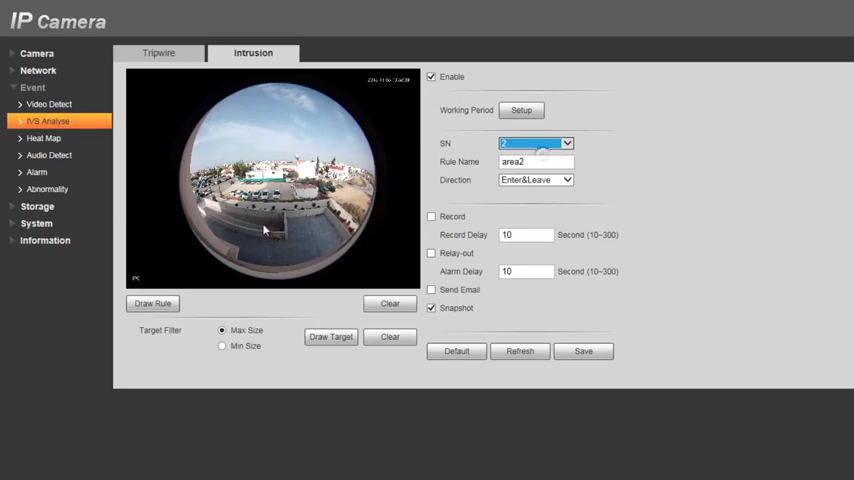 IP Camera
Camera
Network
Event
Video Detect
IVS Analyse
Heat Map
Audio Detect
Alarm
Abnormality
Storage
System
Information
Tripwire
Intrusion
IPC
Draw Rule
Clear
Target Filter
Max Size
Min Size
Draw Target
Clear
Enable
Working Period
Setup
SN
2
Rule Name
area2
Direction
Enter&Leave
Record
Record Delay
10
Second (10~300)
Relay-out
Alarm Delay
10
Second (10~300)
Send Email
Snapshot
Default
Refresh
Save